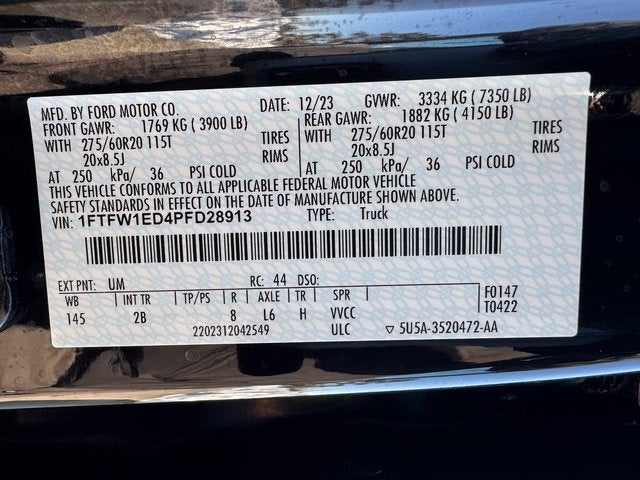 MFD. BY FORD MOTOR CO. DATE: 12/23 GVWR: 3334 KG ( 7350 LB)
FRONT GAWR: 1769 KG ( 3900 LB) REAR GAWR: 1882 KG ( 4150 LB)
WITH 275/60R20 115T TIRES WITH 275/60R20 115T TIRES
20x8.5J RIMS 20x8.5J RIMS
AT 250 kPa/ 36 PSI COLD AT 250 kPa/ 36 PSI COLD
THIS VEHICLE CONFORMS TO ALL APPLICABLE FEDERAL MOTOR VEHICLE
SAFETY STANDARDS IN EFFECT ON THE DATE OF MANUFACTURE SHOWN ABOVE.
VIN: 1FTFW1ED4PFD28913 TYPE: Truck
EXT PNT: UM RC: 44 DSO:
WB INT TR TP/PS R AXLE TR SPR F0147
145 2B 8 L6 H VVCC T0422
2202312042549 ULC ▽ 5U5A-3520472-AA